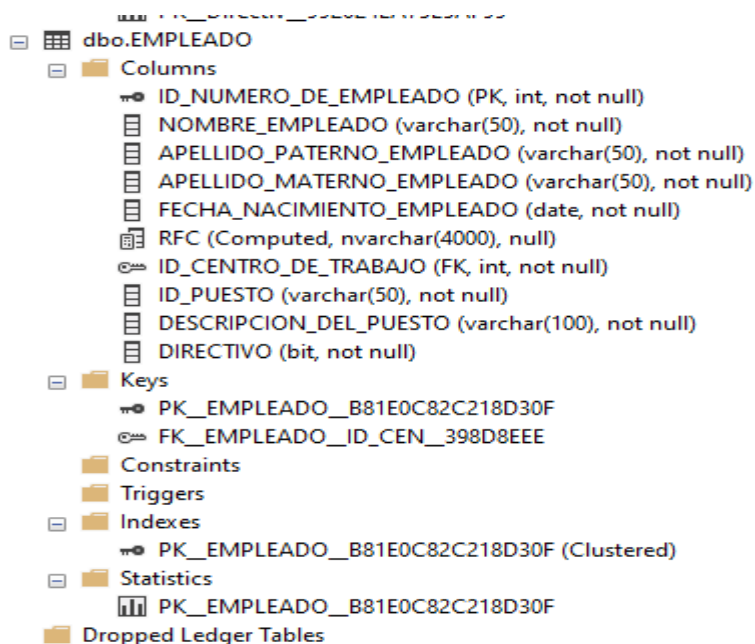 dbo.EMPLEADO
Columns
ID_NUMERO_DE_EMPLEADO (PK, int, not null)
NOMBRE_EMPLEADO (varchar(50), not null)
APELLIDO_PATERNO_EMPLEADO (varchar(50), not null)
APELLIDO_MATERNO_EMPLEADO (varchar(50), not null)
FECHA_NACIMIENTO_EMPLEADO (date, not null)
RFC (Computed, nvarchar(4000), null)
ID_CENTRO_DE_TRABAJO (FK, int, not null)
ID_PUESTO (varchar(50), not null)
DESCRIPCION_DEL_PUESTO (varchar(100), not null)
DIRECTIVO (bit, not null)
Keys
PK__EMPLEADO__B81E0C82C218D30F
FK__EMPLEADO__ID_CEN__398D8EEE
Constraints
Triggers
Indexes
PK__EMPLEADO__B81E0C82C218D30F (Clustered)
Statistics
PK__EMPLEADO__B81E0C82C218D30F
Dropped Ledger Tables